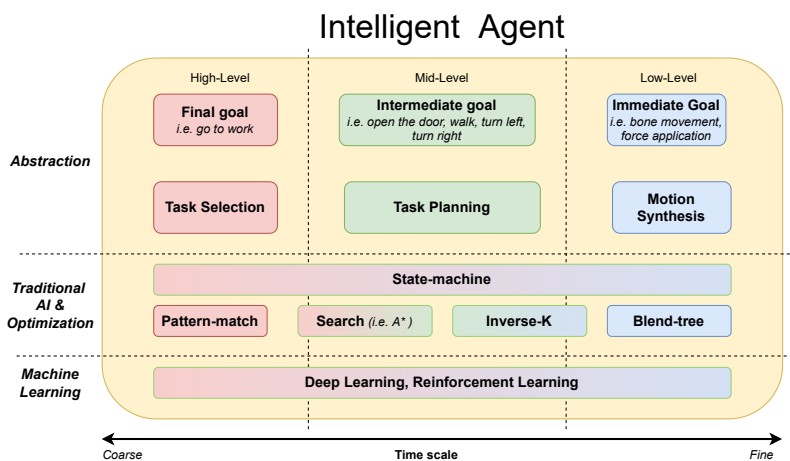 Intelligent Agent
High-Level
Mid-Level
Low-Level
Abstraction
Final goal
i.e. go to work
Intermediate goal
i.e. open the door, walk, turn left,
turn right
Immediate Goal
i.e. bone movement,
force application
Task Selection
Task Planning
Motion
Synthesis
Traditional
AI &
Optimization
State-machine
Pattern-match
Search (i.e. A* )
Inverse-K
Blend-tree
Machine
Learning
Deep Learning, Reinforcement Learning
Coarse
Time scale
Fine